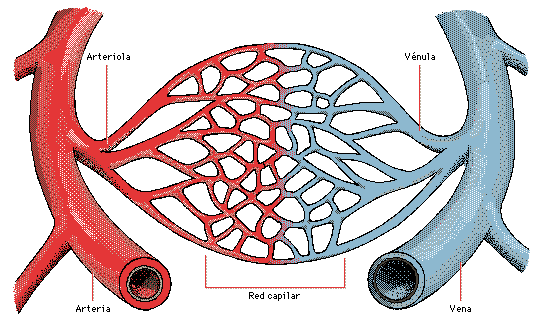 Arteriola
Vénula
Red capilar
Arteria
Vena